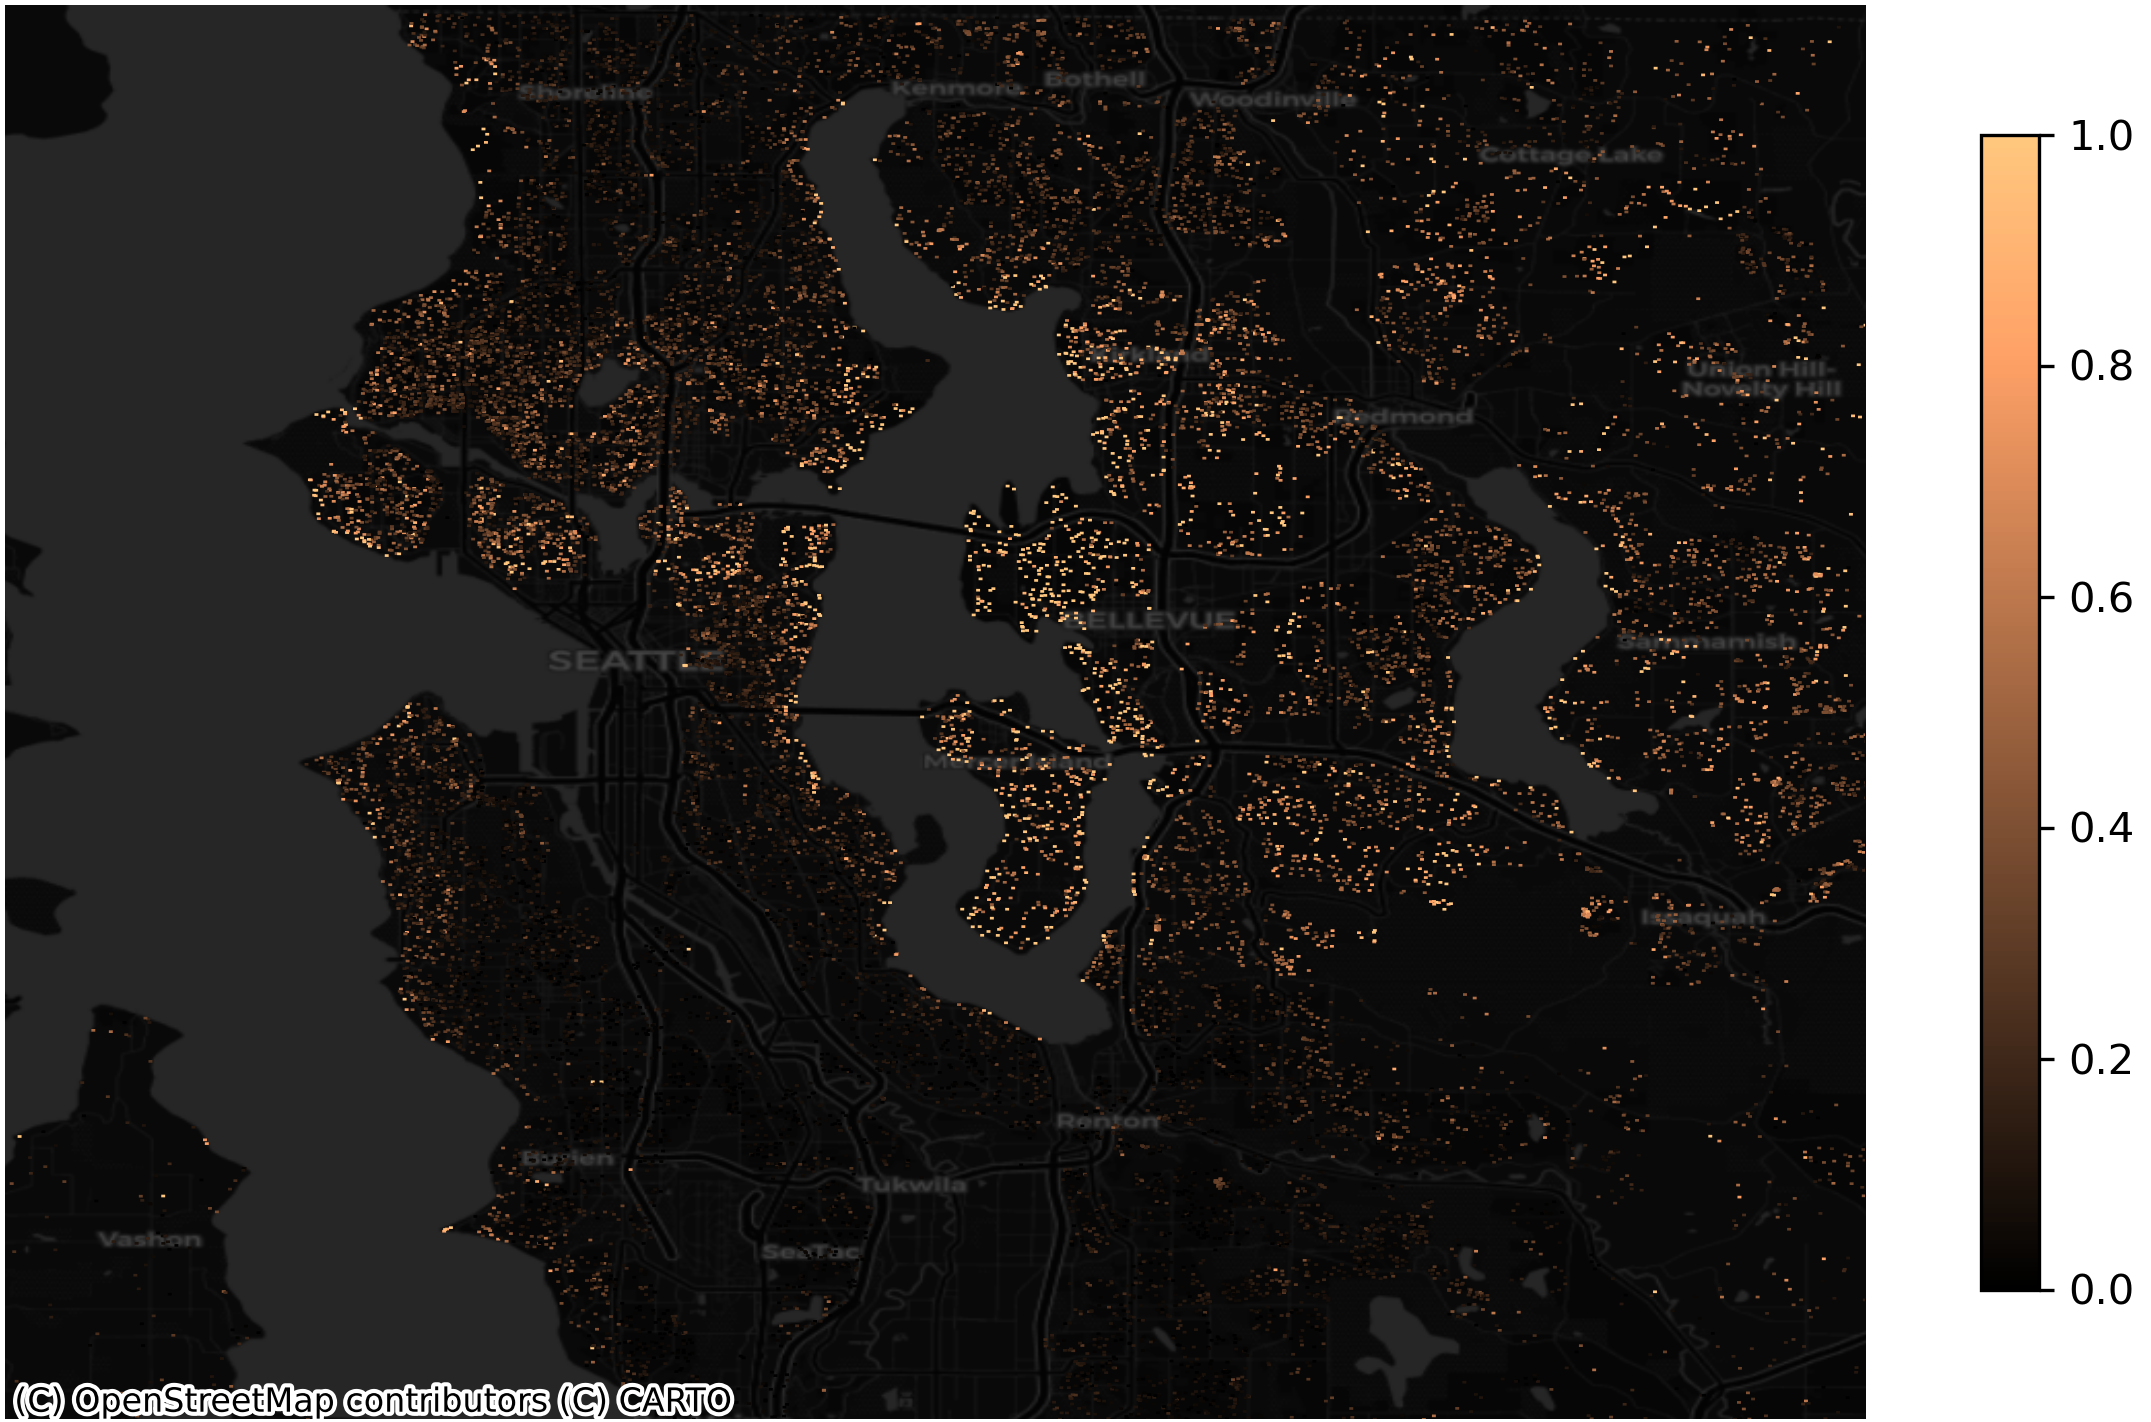 Shoreline
Kenmore
Bothell
Woodinville
Cottage Lake
Kirkland
Redmond
Union Hill-
Novelty Hill
BELLEVUE
SEATTLE
Sammamish
Mercer Island
Issaquah
Renton
Burien
Tukwila
Vashon
SeaTac
(C) OpenStreetMap contributors (C) CARTO
1.0
0.8
0.6
0.4
0.2
0.0